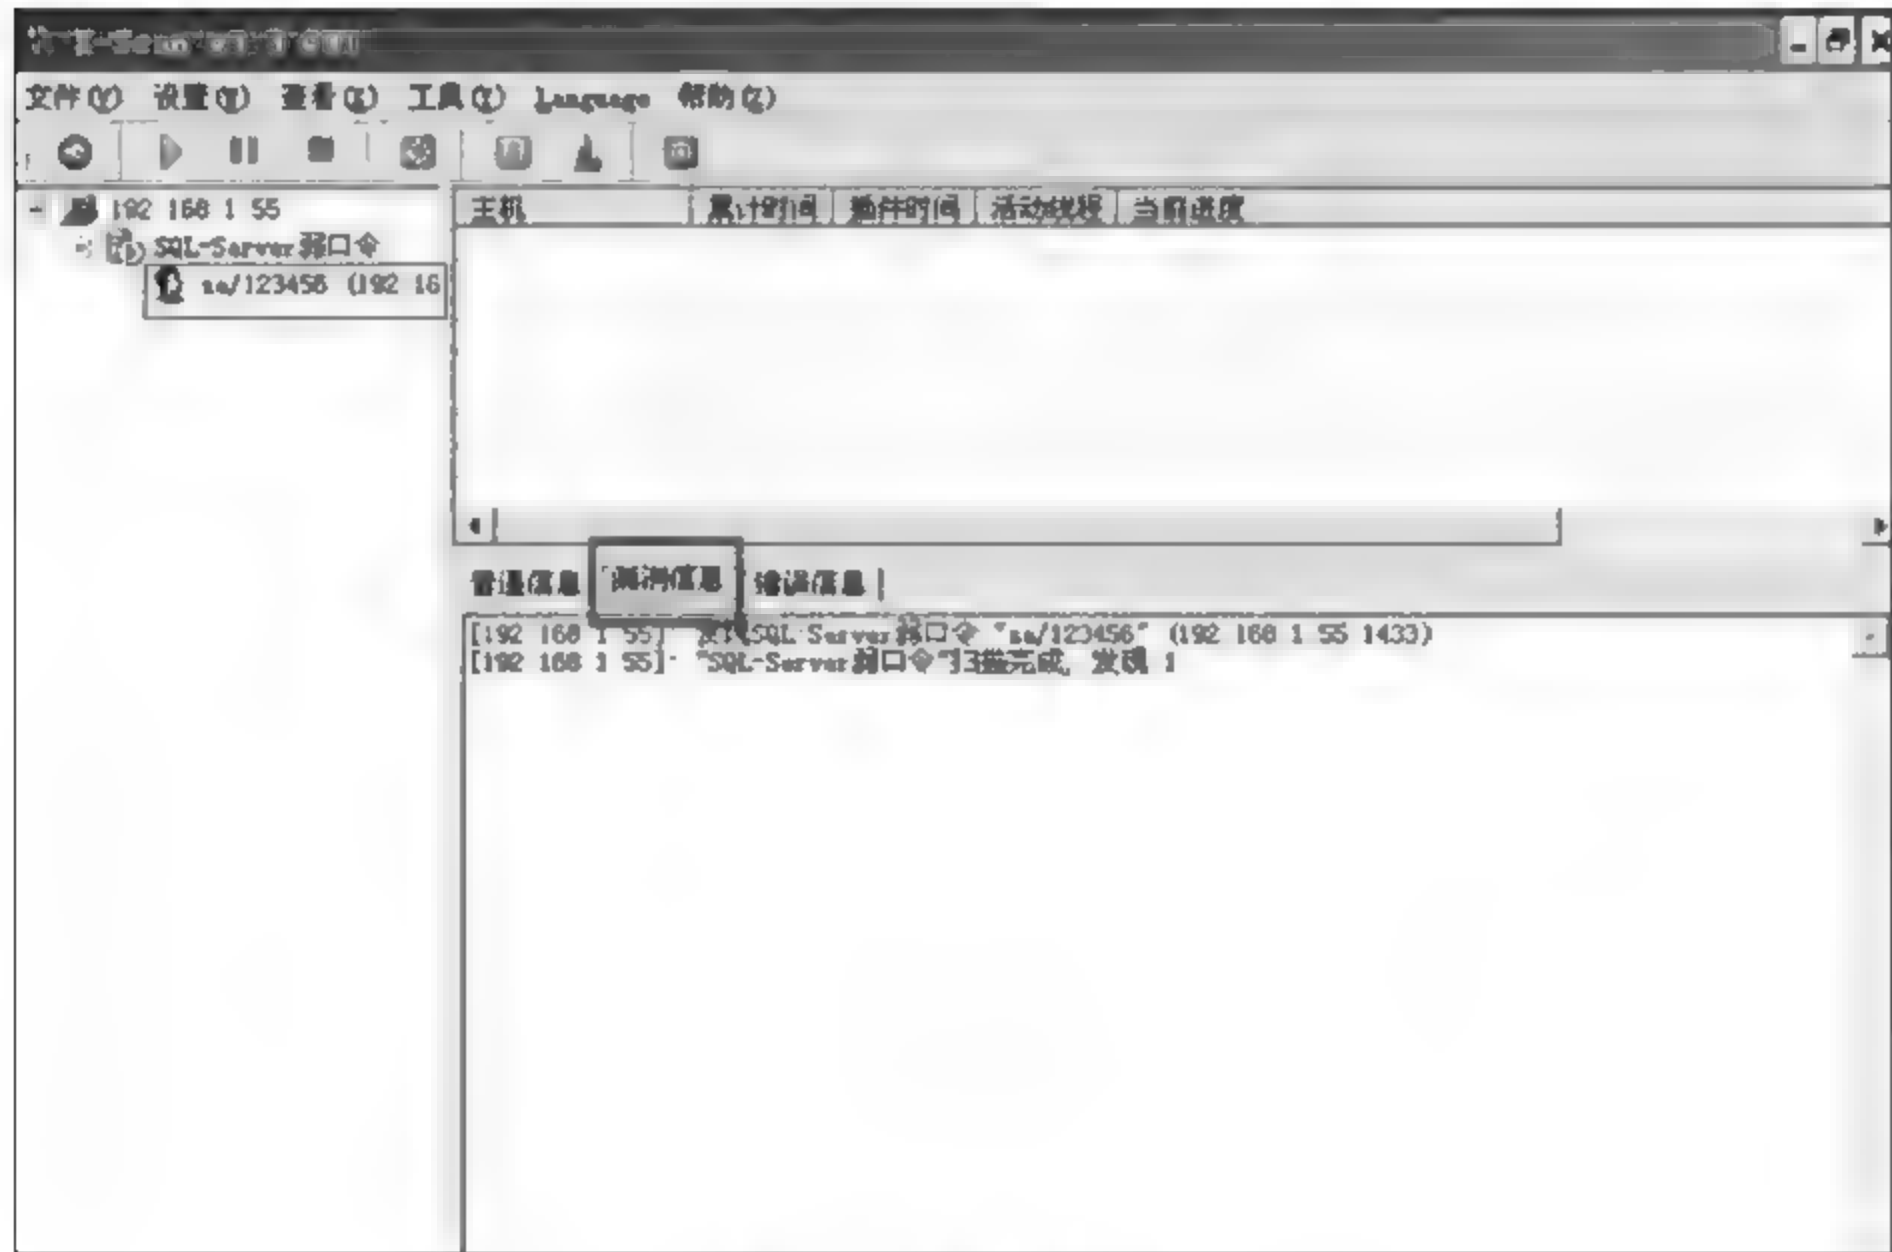 文件(V) 设置(W) 查看(X) 工具(Y) Language 帮助(Z)
192 168 1 55
SQL-Server弱口令
sa/123456 (192 16
主机 累计时间 插件时间 活动线程 当前进度
普通信息 漏洞信息 错误信息
[192 168 1 55] 发现SQL Server弱口令 "sa/123456" (192 168 1 55 1433)
[192 168 1 55] "SQL-Server弱口令"扫描完成, 发现 1